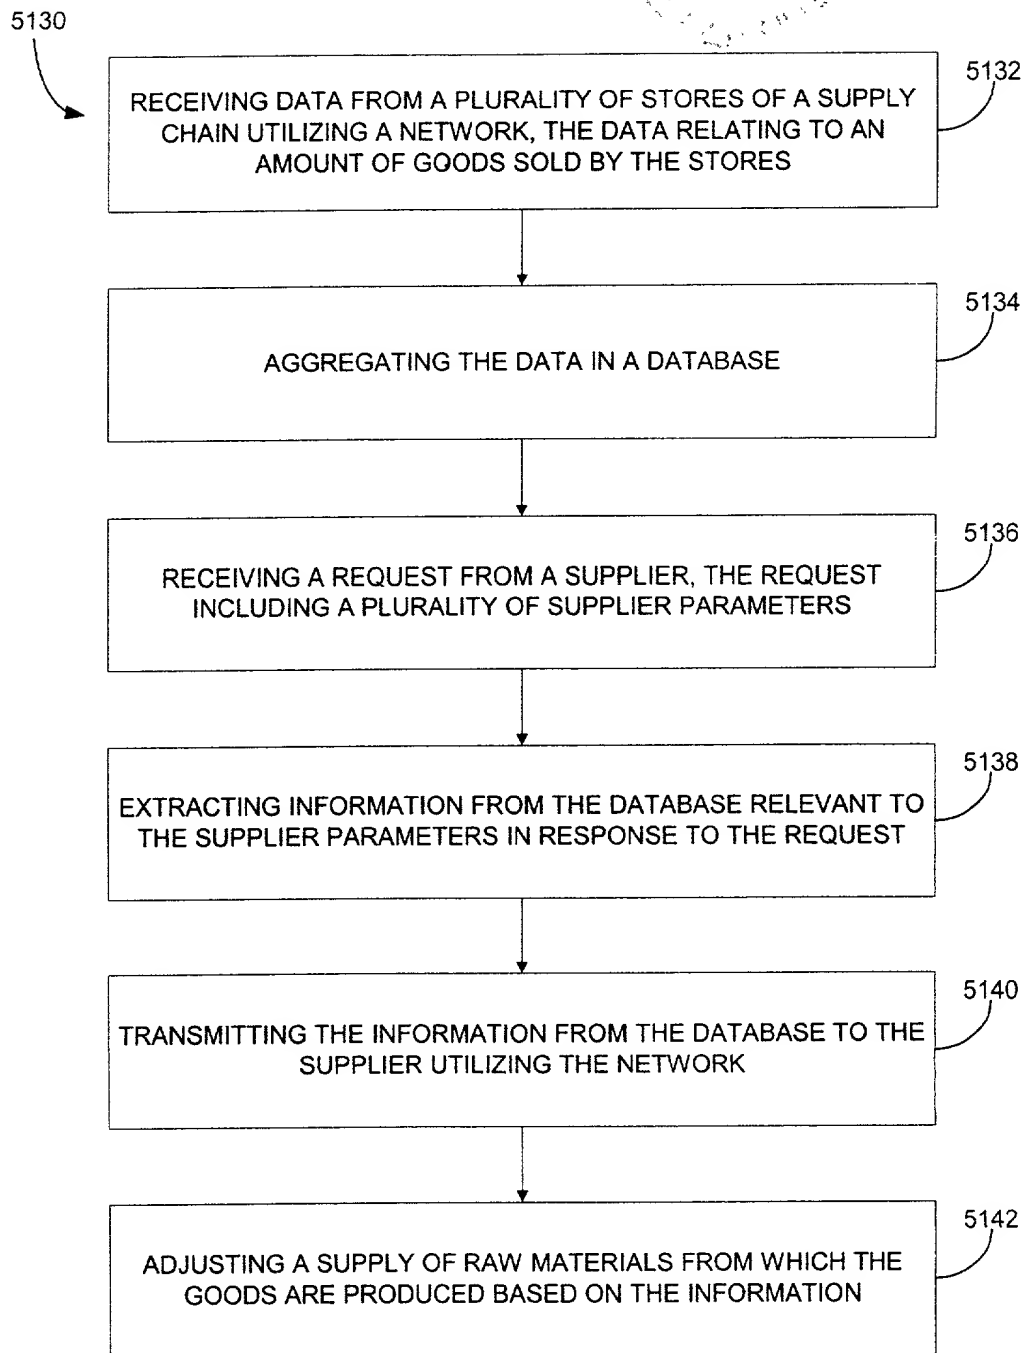 5130
5132
RECEIVING DATA FROM A PLURALITY OF STORES OF A SUPPLY
CHAIN UTILIZING A NETWORK, THE DATA RELATING TO AN
AMOUNT OF GOODS SOLD BY THE STORES
5134
AGGREGATING THE DATA IN A DATABASE
5136
RECEIVING A REQUEST FROM A SUPPLIER, THE REQUEST
INCLUDING A PLURALITY OF SUPPLIER PARAMETERS
5138
EXTRACTING INFORMATION FROM THE DATABASE RELEVANT TO
THE SUPPLIER PARAMETERS IN RESPONSE TO THE REQUEST
5140
TRANSMITTING THE INFORMATION FROM THE DATABASE TO THE
SUPPLIER UTILIZING THE NETWORK
5142
ADJUSTING A SUPPLY OF RAW MATERIALS FROM WHICH THE
GOODS ARE PRODUCED BASED ON THE INFORMATION